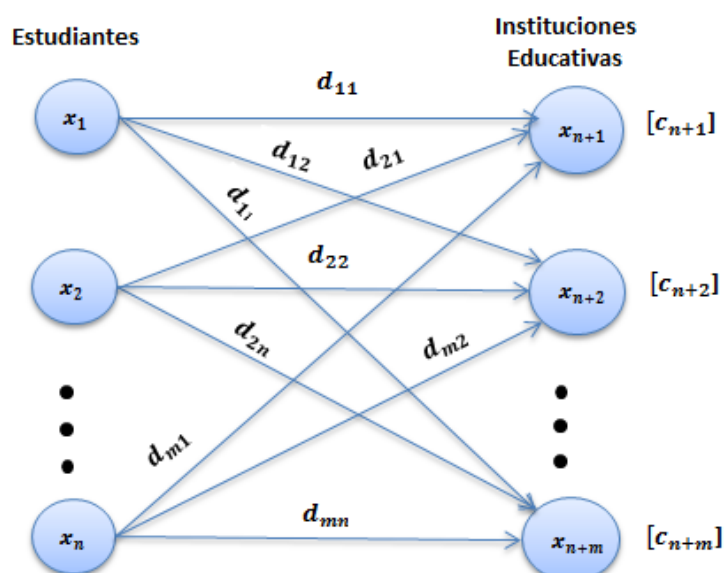 Estudiantes
Instituciones
Educativas
x₁
d₁₁
xₙ₊₁
[cₙ₊₁]
d₁₂
d₂₁
x₂
d₂₂
xₙ₊₂
[cₙ₊₂]
d₂ₙ
dₘ₂
dₘ₁
xₙ
dₘₙ
xₙ₊ₘ
[cₙ₊ₘ]